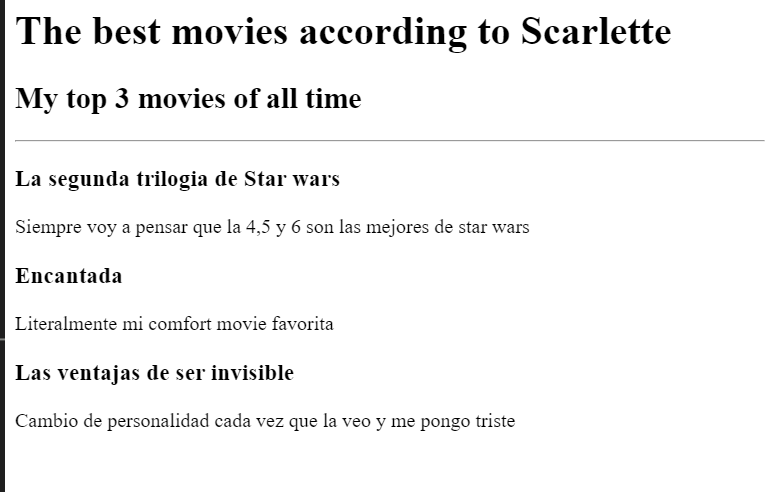 The best movies according to Scarlette
My top 3 movies of all time
La segunda trilogia de Star wars
Siempre voy a pensar que la 4,5 y 6 son las mejores de star wars
Encantada
Literalmente mi comfort movie favorita
Las ventajas de ser invisible
Cambio de personalidad cada vez que la veo y me pongo triste